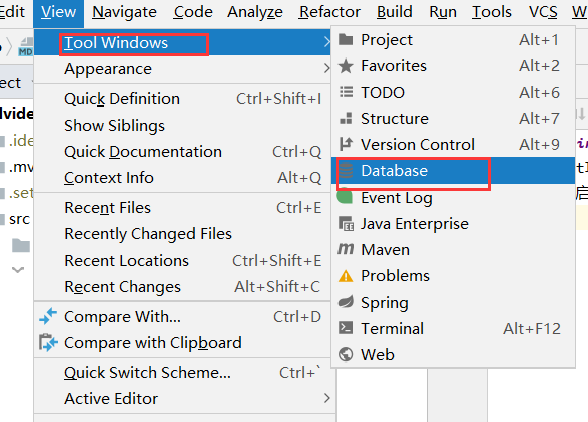 Edit View Navigate Code Analyze Refactor Build Run Tools VCS W
MD
ect
lvide
.ide
.mv
.set
src
Tool Windows
Appearance
Quick Definition Ctrl+Shift+I
Show Siblings
Quick Documentation Ctrl+Q
Context Info Alt+Q
Recent Files Ctrl+E
Recently Changed Files
Recent Locations Ctrl+Shift+E
Recent Changes Alt+Shift+C
Compare With... Ctrl+D
Compare with Clipboard
Quick Switch Scheme... Ctrl+`
Active Editor
Project Alt+1
Favorites Alt+2
TODO Alt+6
Structure Alt+7
Version Control Alt+9
Database
Event Log
Java Enterprise
Maven
Problems
Spring
Terminal Alt+F12
Web
in
启